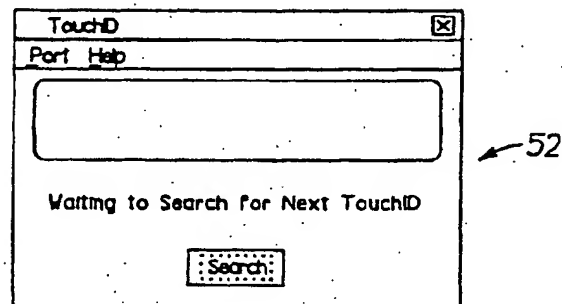 TouchID
Port Help
52
Waiting to Search for Next TouchID
Search